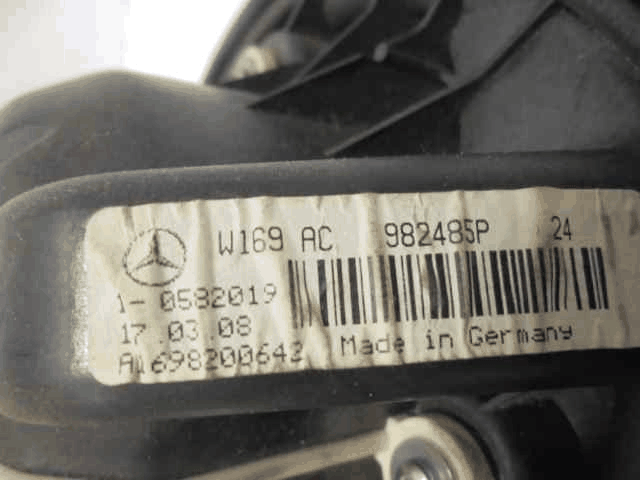 W169 AC 982485P 24
1- 0582019
17.03.08
A1698200642 Made in Germany